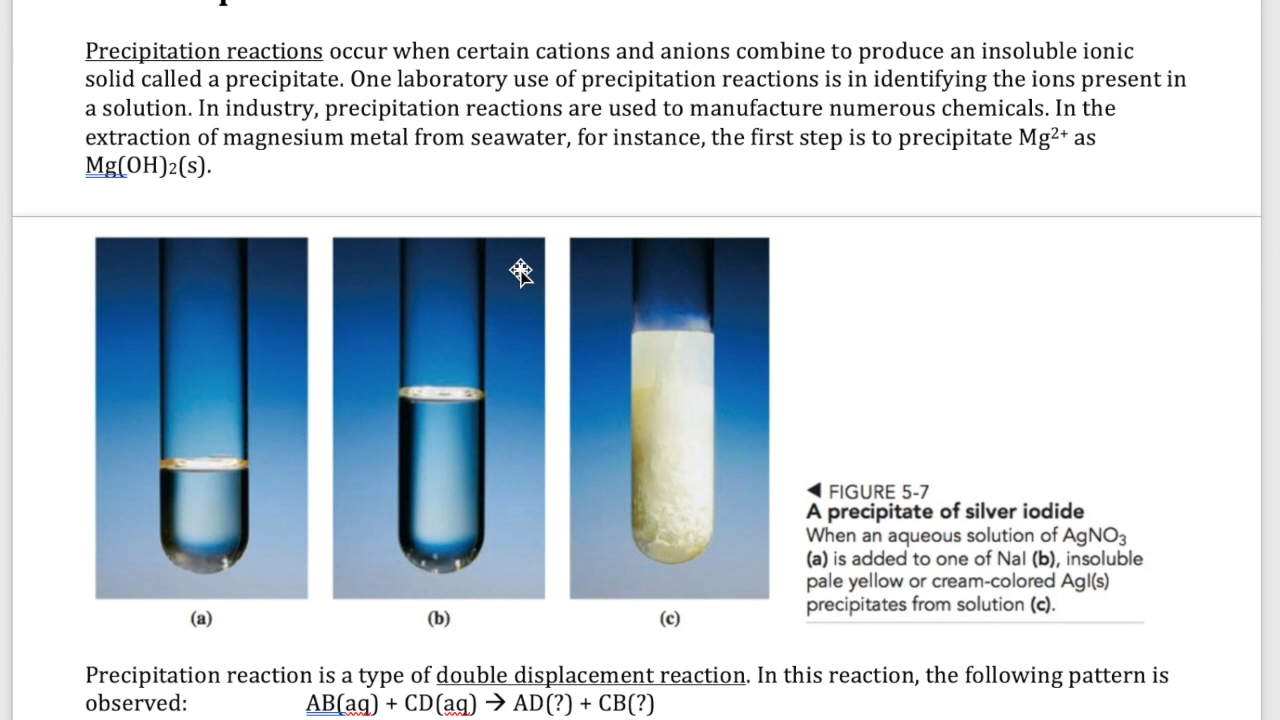 Precipitation reactions occur when certain cations and anions combine to produce an insoluble ionic
solid called a precipitate. One laboratory use of precipitation reactions is in identifying the ions present in
a solution. In industry, precipitation reactions are used to manufacture numerous chemicals. In the
extraction of magnesium metal from seawater, for instance, the first step is to precipitate Mg²⁺ as
Mg(OH)₂(s).
(a)
(b)
(c)
◀ FIGURE 5-7
A precipitate of silver iodide
When an aqueous solution of AgNO₃
(a) is added to one of NaI (b), insoluble
pale yellow or cream-colored AgI(s)
precipitates from solution (c).
Precipitation reaction is a type of double displacement reaction. In this reaction, the following pattern is
observed: AB(aq) + CD(aq) → AD(?) + CB(?)